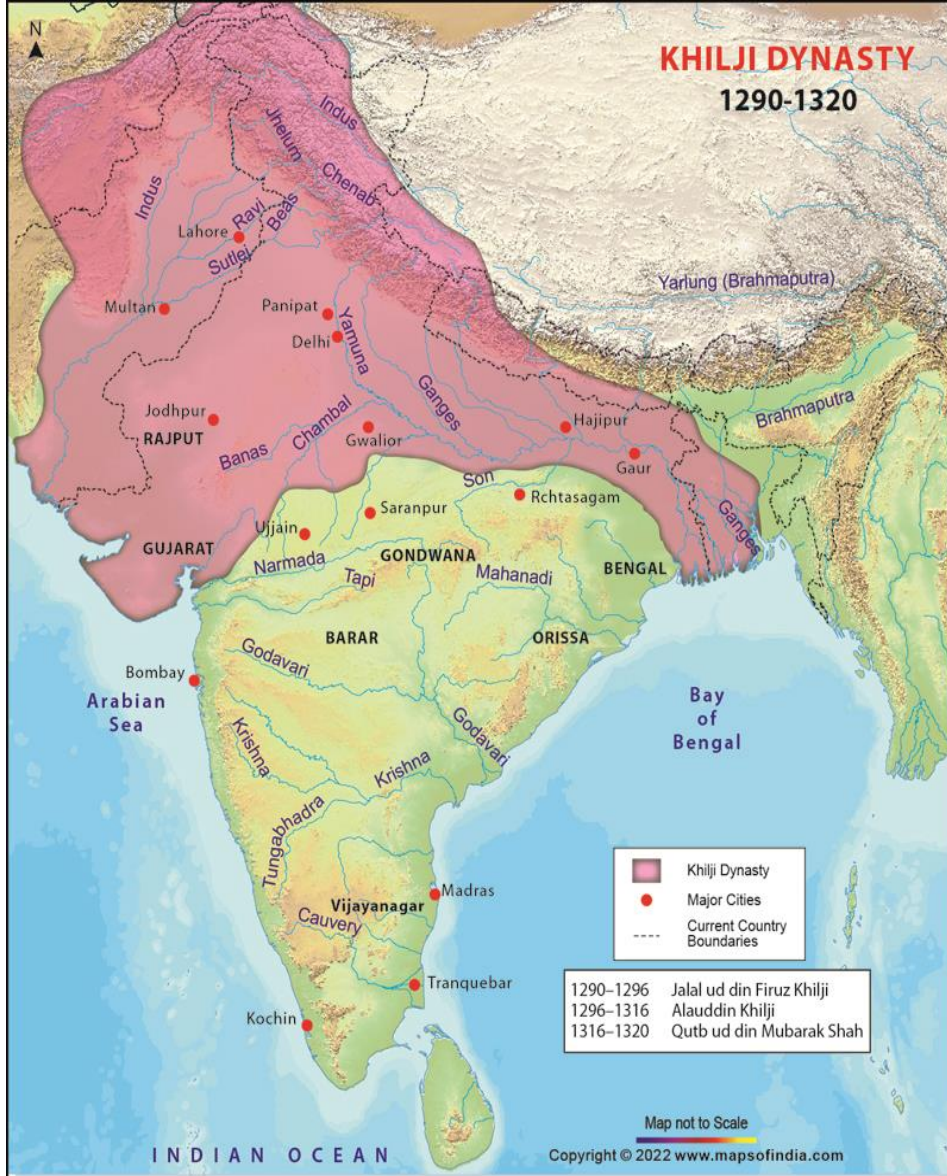 N
KHILJI DYNASTY
1290-1320
Indus
Jhelum
Chenab
Indus
Ravi
Beas
Lahore
Sutlej
Yarlung (Brahmaputra)
Multan
Panipat
Delhi
Yamuna
Jodhpur
RAJPUT
Banas
Chambal
Gwalior
Ganges
Hajipur
Brahmaputra
Gaur
Son
Rchtasagam
Saranpur
Ujjain
Ganges
GUJARAT
Narmada
GONDWANA
Tapi
Mahanadi
BENGAL
BARAR
ORISSA
Godavari
Bombay
Arabian
Sea
Bay
of
Bengal
Godavari
Krishna
Krishna
Tungabhadra
Madras
Vijayanagar
Cauvery
Tranquebar
Kochin
Khilji Dynasty
Major Cities
Current Country
Boundaries
1290–1296 Jalal ud din Firuz Khilji
1296–1316 Alauddin Khilji
1316–1320 Qutb ud din Mubarak Shah
Map not to Scale
INDIAN OCEAN
Copyright © 2022 www.mapsofindia.com